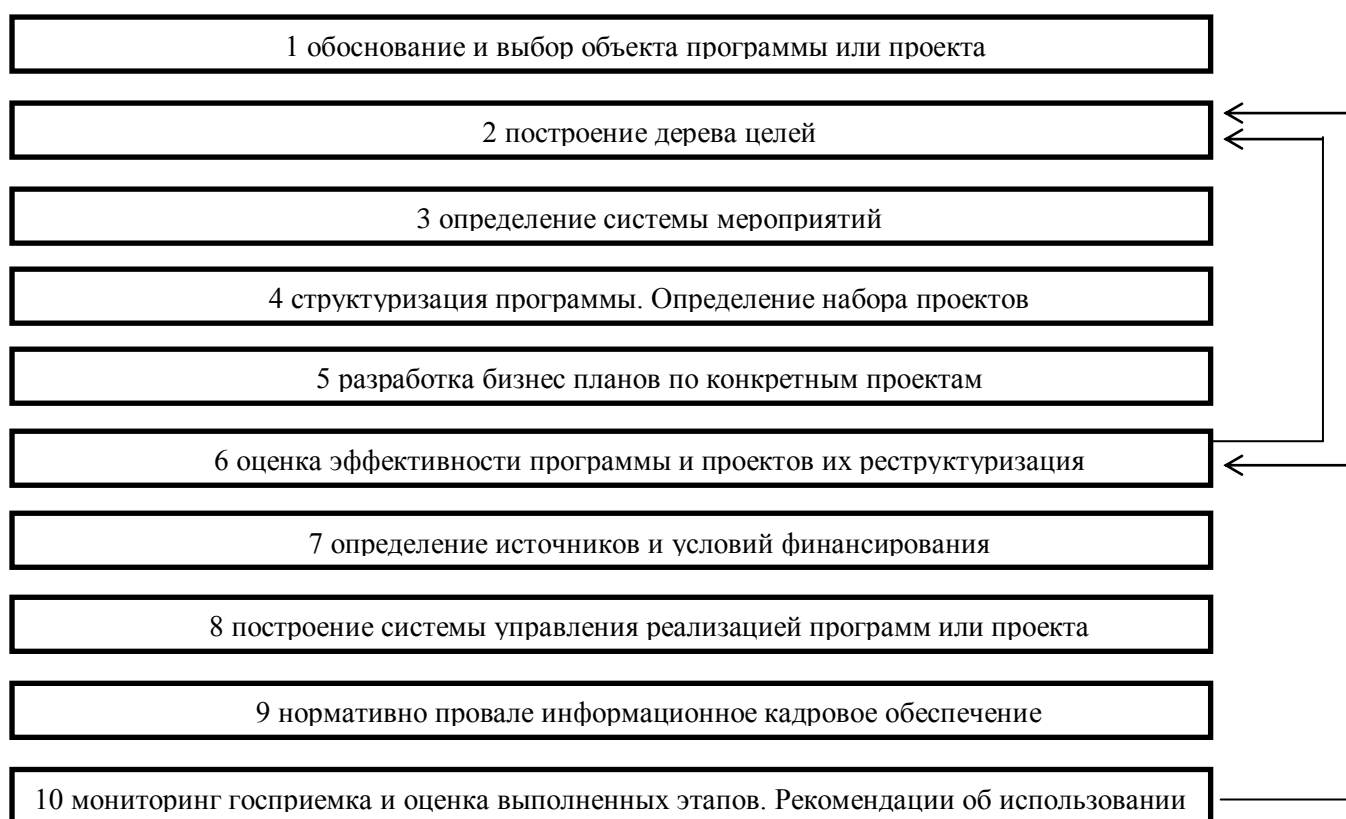 1 обоснование и выбор объекта программы или проекта
2 построение дерева целей
3 определение системы мероприятий
4 структуризация программы. Определение набора проектов
5 разработка бизнес планов по конкретным проектам
6 оценка эффективности программы и проектов их реструктуризация
7 определение источников и условий финансирования
8 построение системы управления реализацией программ или проекта
9 нормативно провале информационное кадровое обеспечение
10 мониторинг госприемка и оценка выполненных этапов. Рекомендации об использовании